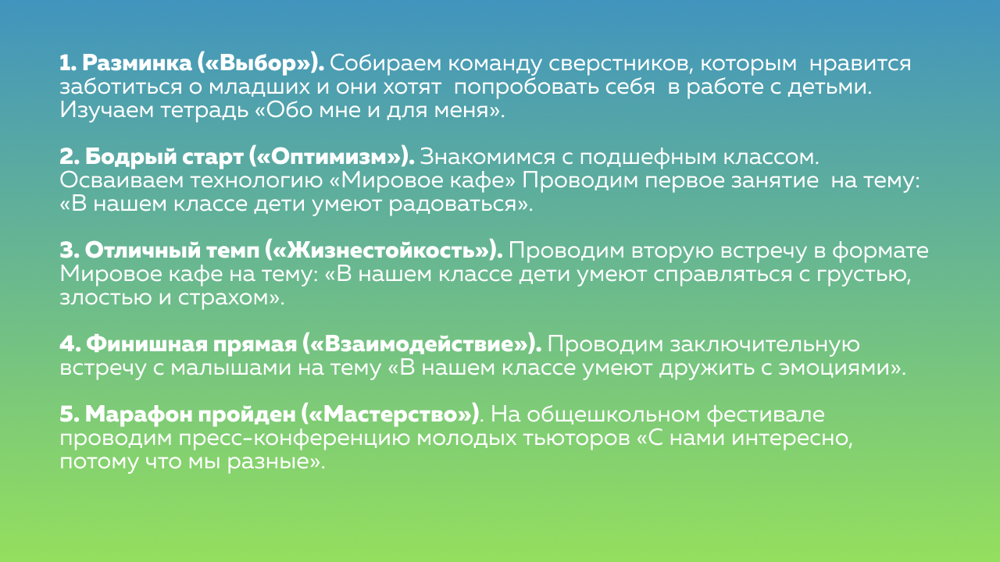 1. Разминка («Выбор»). Собираем команду сверстников, которым  нравится
заботиться о младших и они хотят  попробовать себя  в работе с детьми.
Изучаем тетрадь «Обо мне и для меня».
2. Бодрый старт («Оптимизм»). Знакомимся с подшефным классом.
Осваиваем технологию «Мировое кафе» Проводим первое занятие  на тему:
«В нашем классе дети умеют радоваться».
3. Отличный темп («Жизнестойкость»). Проводим вторую встречу в формате
Мировое кафе на тему: «В нашем классе дети умеют справляться с грустью,
злостью и страхом».
4. Финишная прямая («Взаимодействие»). Проводим заключительную
встречу с малышами на тему «В нашем классе умеют дружить с эмоциями».
5. Марафон пройден («Мастерство»). На общешкольном фестивале
проводим пресс-конференцию молодых тьюторов «С нами интересно,
потому что мы разные».